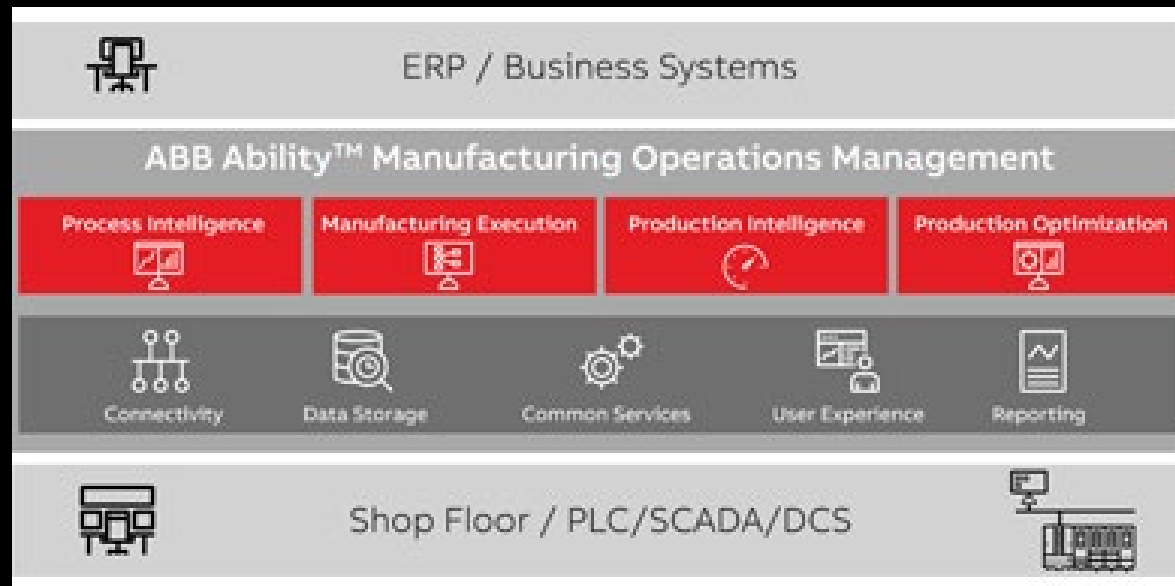 ERP / Business Systems
ABB Ability™ Manufacturing Operations Management
Process Intelligence
Manufacturing Execution
Production Intelligence
Production Optimization
Connectivity
Data Storage
Common Services
User Experience
Reporting
Shop Floor / PLC/SCADA/DCS